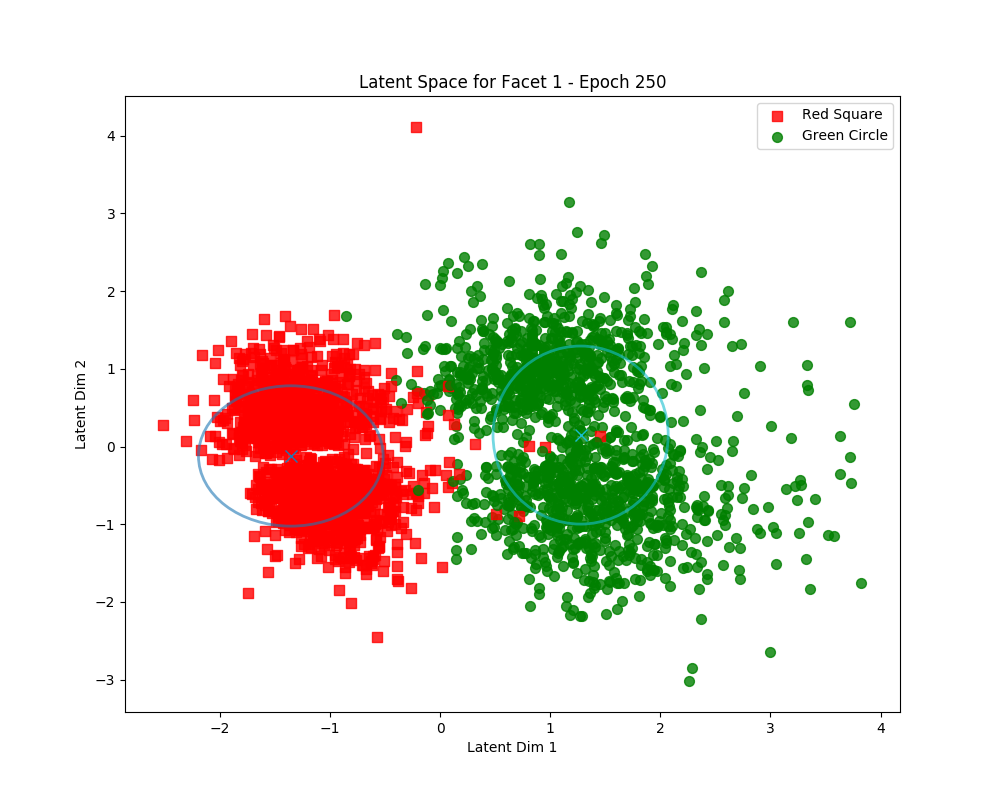 Latent Space for Facet 1 - Epoch 250
Red Square
Green Circle
4
3
2
1
0
−1
−2
−3
Latent Dim 2
−2 −1 0 1 2 3 4
Latent Dim 1